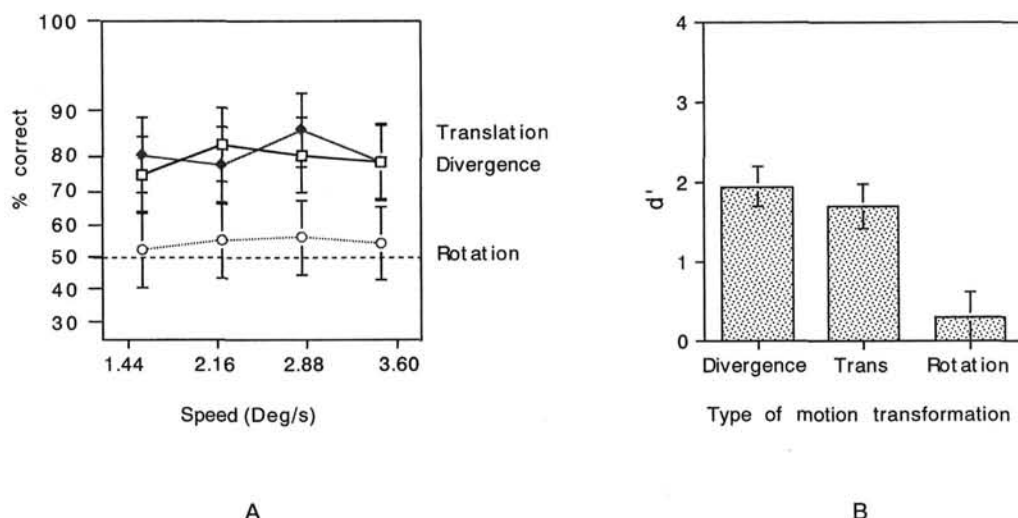 100
90
80
70
60
50
40
30
% correct
1.44 2.16 2.88 3.60
Speed (Deg/s)
Translation
Divergence
Rotation
A
4
3
2
1
0
d'
Divergence Trans Rotation
Type of motion transformation
B